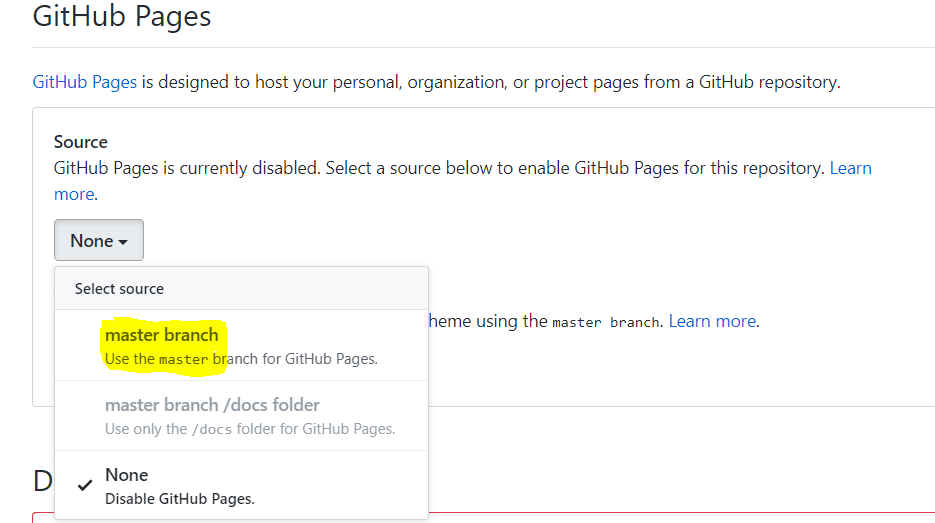 GitHub Pages
GitHub Pages is designed to host your personal, organization, or project pages from a GitHub repository.
Source
GitHub Pages is currently disabled. Select a source below to enable GitHub Pages for this repository. Learn
more.
None
Select source
heme using the master branch. Learn more.
master branch
Use the master branch for GitHub Pages.
master branch /docs folder
Use only the /docs folder for GitHub Pages.
None
Disable GitHub Pages.
D